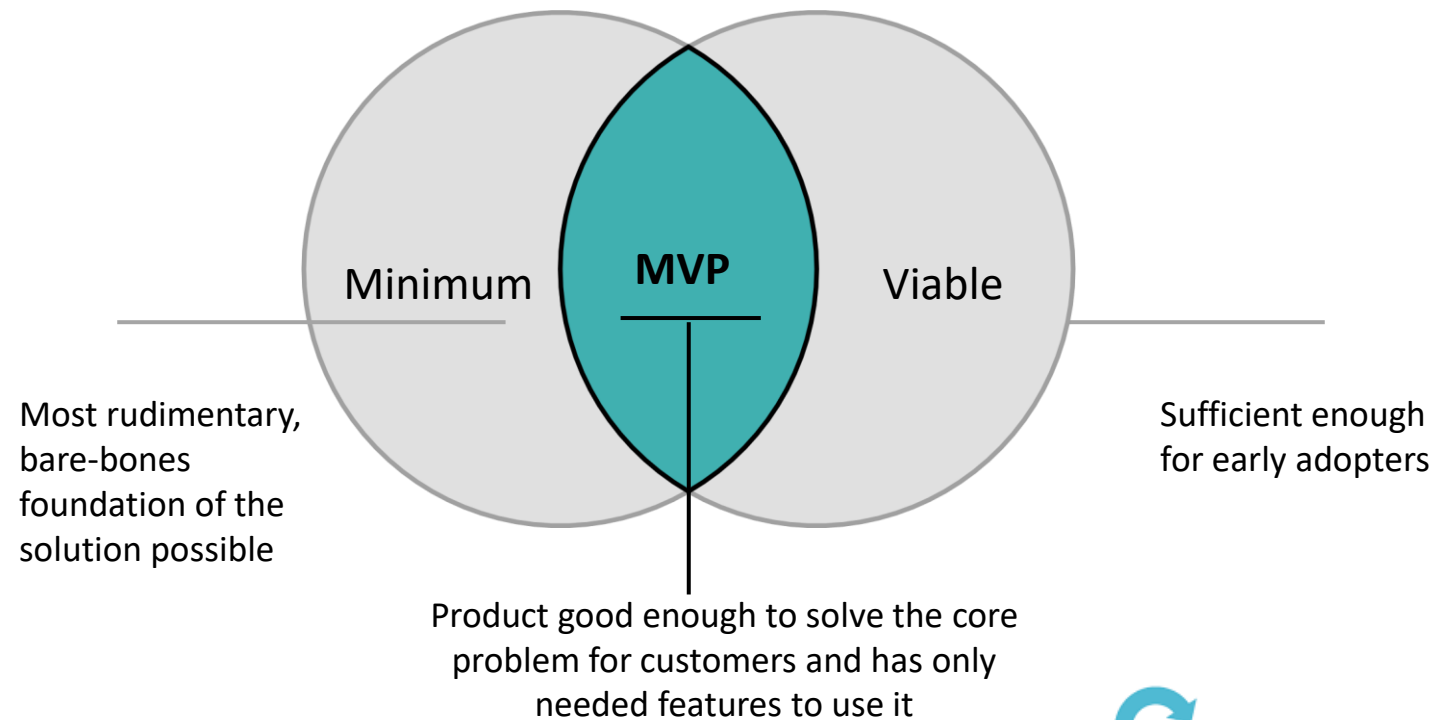 Minimum
MVP
Viable
Most rudimentary,
bare-bones
foundation of the
solution possible
Sufficient enough
for early adopters
Product good enough to solve the core
problem for customers and has only
needed features to use it